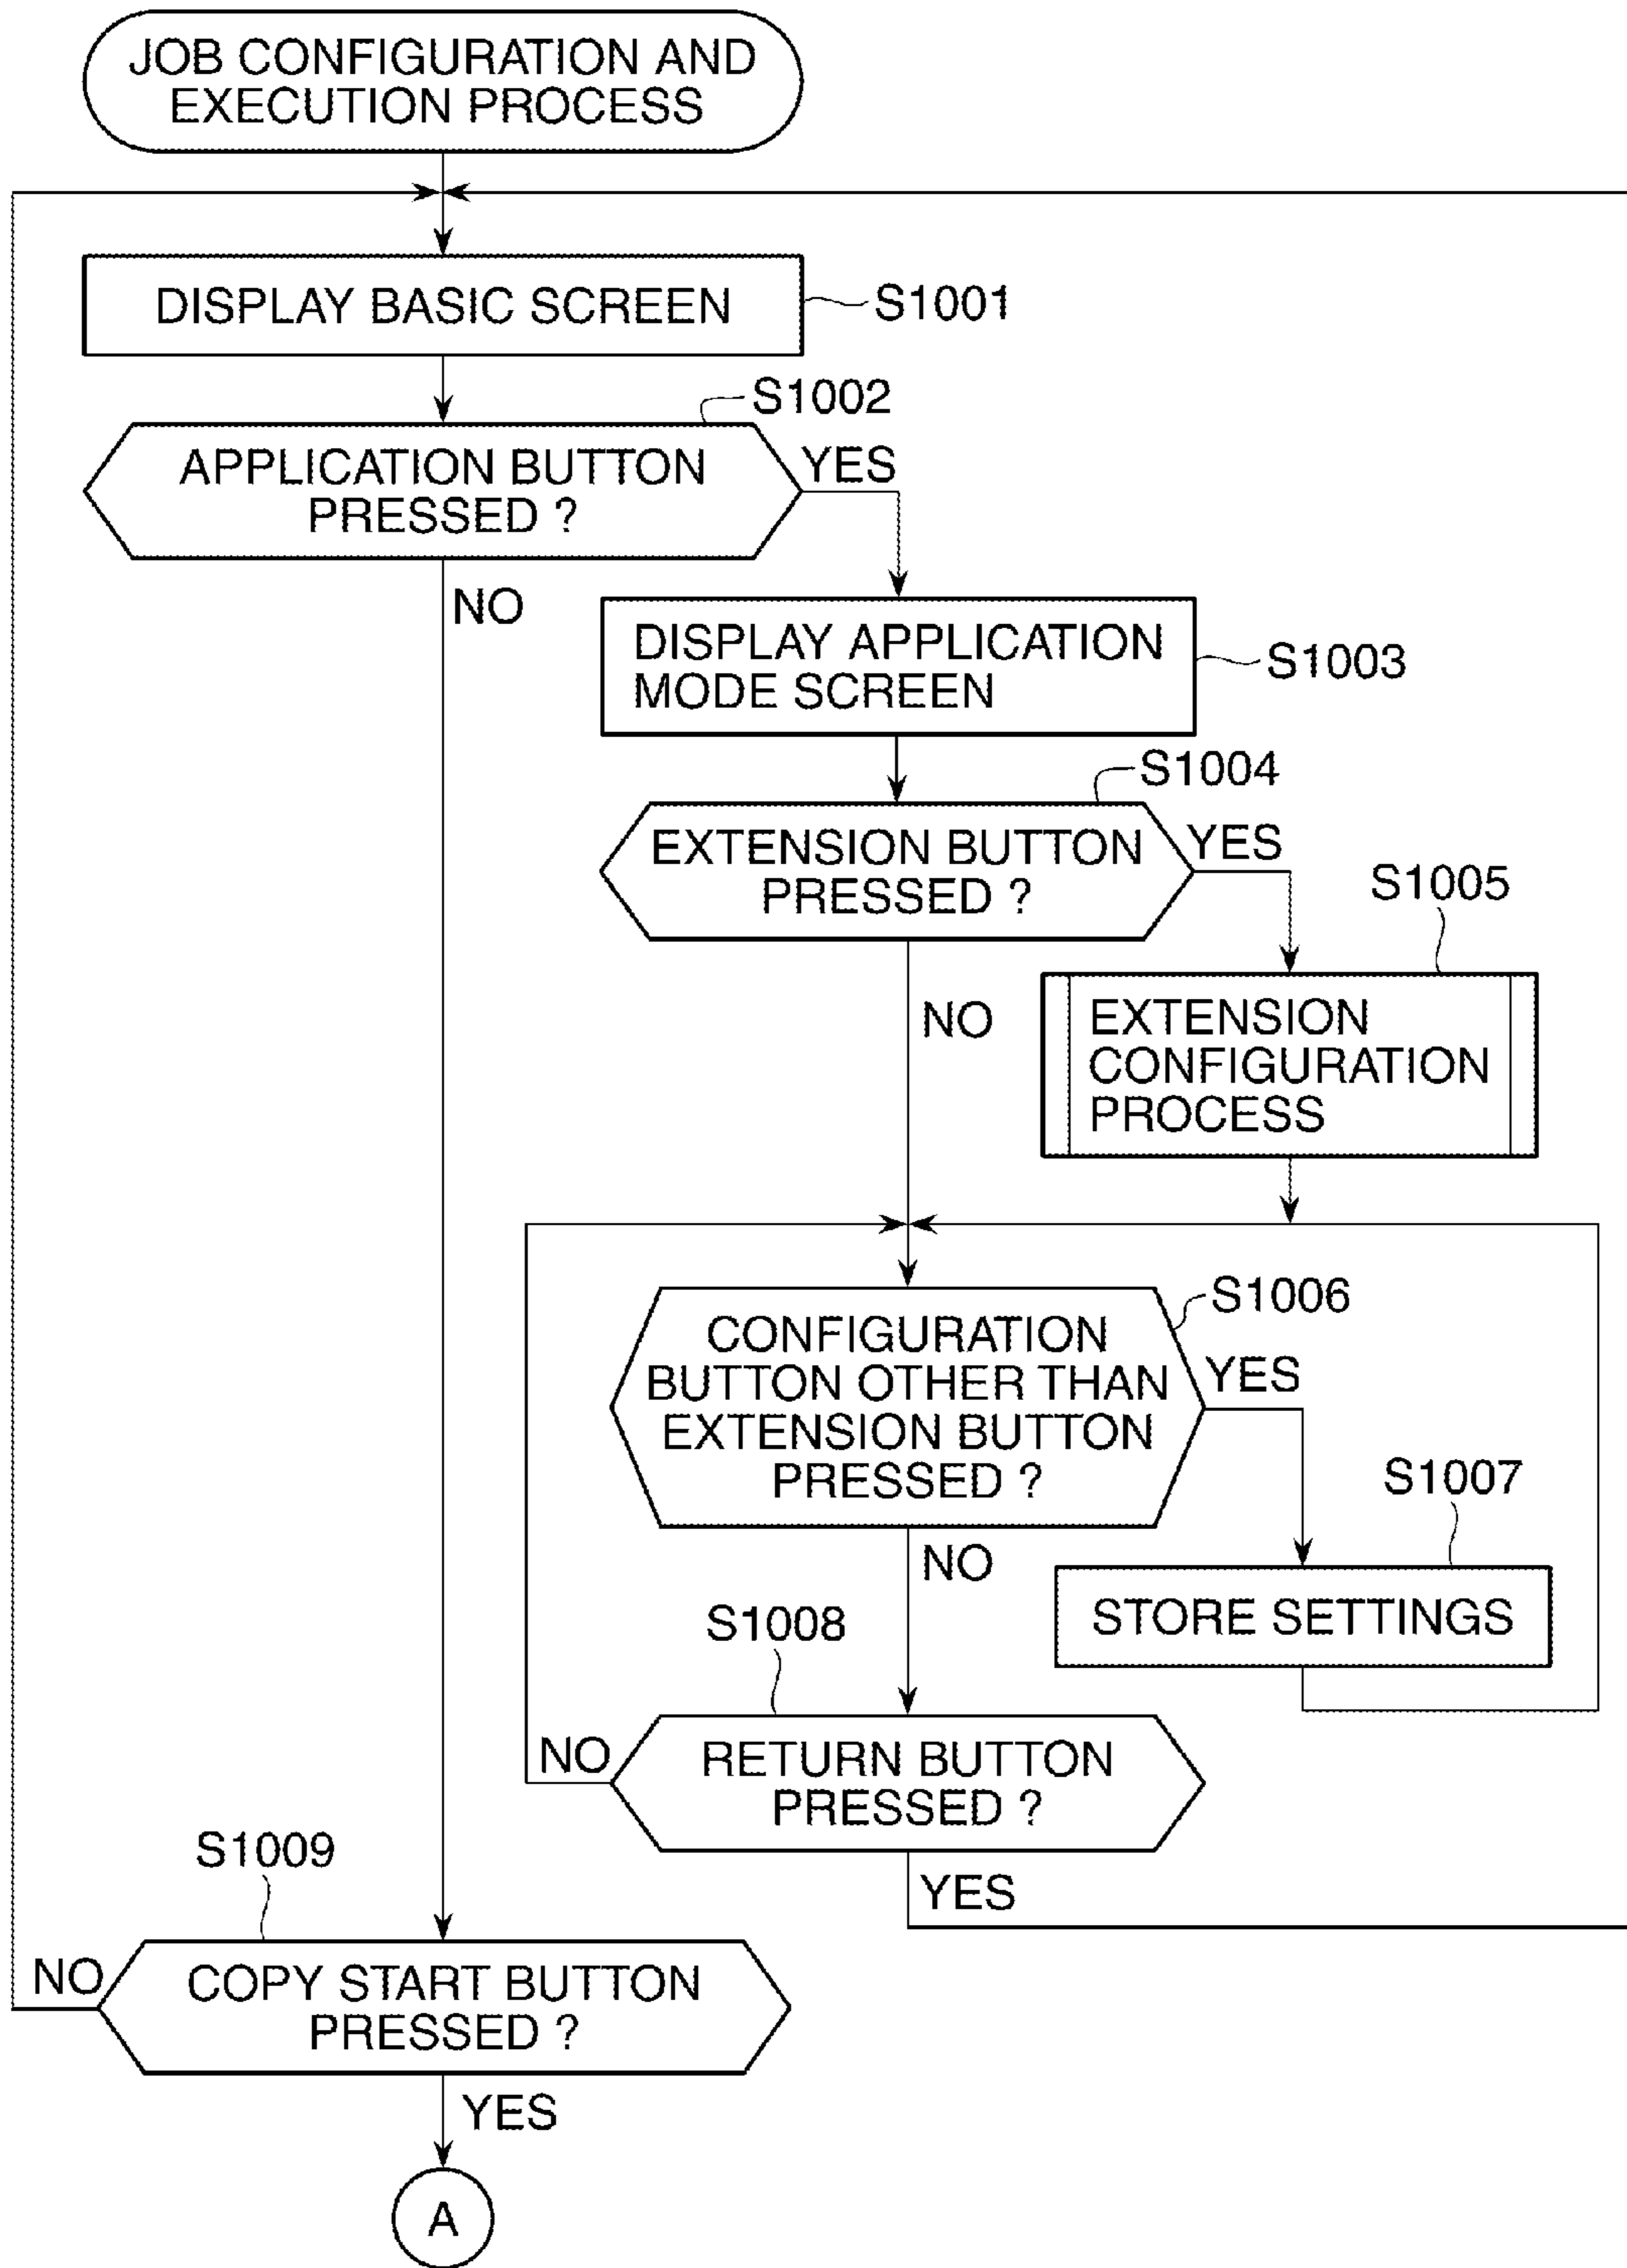 JOB CONFIGURATION AND
EXECUTION PROCESS
DISPLAY BASIC SCREEN
S1001
S1002
APPLICATION BUTTON
PRESSED ?
YES
NO
DISPLAY APPLICATION
MODE SCREEN
S1003
S1004
EXTENSION BUTTON
PRESSED ?
YES
S1005
NO
EXTENSION
CONFIGURATION
PROCESS
S1006
CONFIGURATION
BUTTON OTHER THAN
EXTENSION BUTTON
PRESSED ?
YES
S1007
NO
STORE SETTINGS
S1008
NO
RETURN BUTTON
PRESSED ?
YES
S1009
NO
COPY START BUTTON
PRESSED ?
YES
A